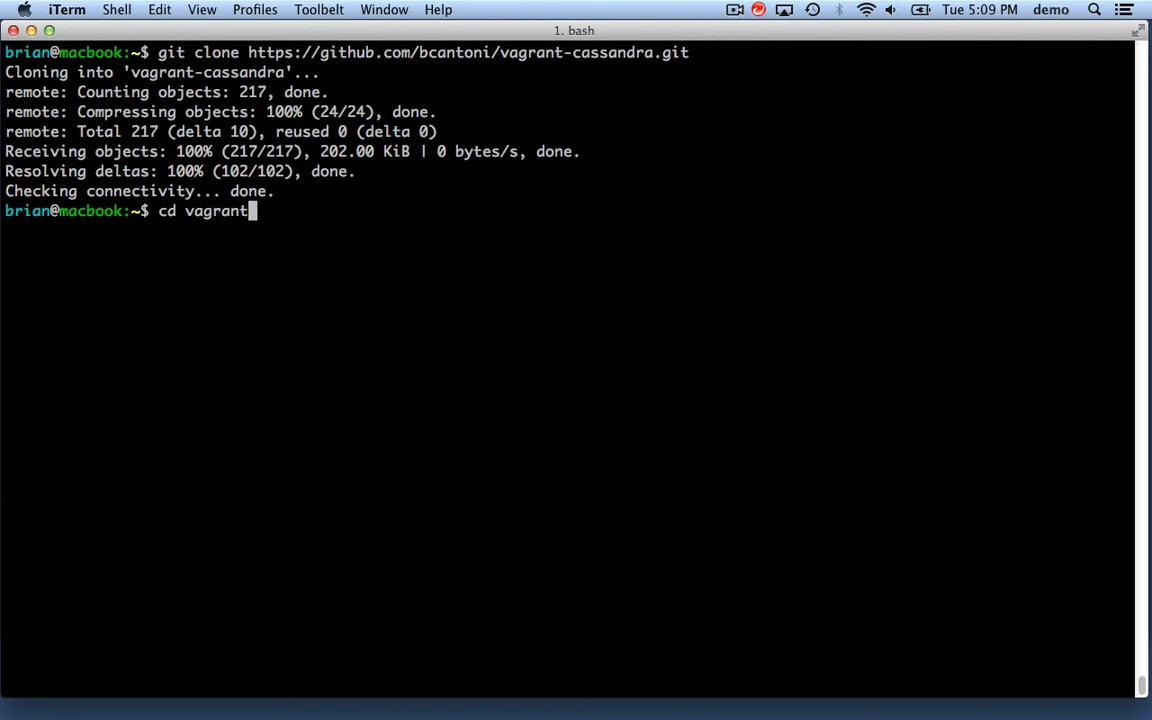 iTerm Shell Edit View Profiles Toolbelt Window Help Tue 5:09 PM demo
1. bash
brian@macbook:~$ git clone https://github.com/bcantoni/vagrant-cassandra.git
Cloning into 'vagrant-cassandra'...
remote: Counting objects: 217, done.
remote: Compressing objects: 100% (24/24), done.
remote: Total 217 (delta 10), reused 0 (delta 0)
Receiving objects: 100% (217/217), 202.00 KiB | 0 bytes/s, done.
Resolving deltas: 100% (102/102), done.
Checking connectivity... done.
brian@macbook:~$ cd vagrant